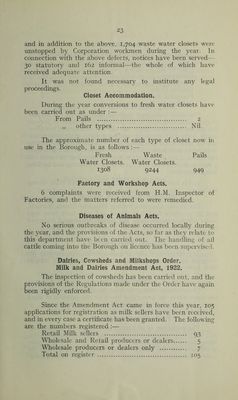 23
and in addition to the above, 1,704 waste water closets were
unstopped by Corporation workmen during the year. In
connection with the above defects, notices have been served—
30 statutory and 162 informal—the whole of which have
received adequate attention.
It was not found necessary to institute any legal
proceedings.
Closet Accommodation.
During the year conversions to fresh water closets have
been carried out as under :—
From Pails ........................................ 2
„ other types ............................. Nil
The approximate number of each type of closet now in
use in the Borough, is as follows :—
Fresh Waste Pails
Water Closets. Water Closets.
1308 9244 949
Factory and Workshop Acts.
6 complaints were received from H.M. Inspector of
Factories, and the matters referred to were remedied.
Diseases of Animals Acts.
No serious outbreaks of disease occurred locally during
the year, and the provisions of the Acts, so far as they relate to
this department have been carried out. The handling of all
cattle coming into the Borough on licence has been supervised.
Dairies, Cowsheds and Milkshops Order.
Milk and Dairies Amendment Act, 1922.
The inspection of cowsheds has been carried out, and the
provisions of the Regulations made under the Order have again
been rigidly enforced.
Since the Amendment Act came in force this year, 105
applications for registration as milk sellers have been received,
and in every case a certificate has been granted. The following
are the numbers registered :—
Retail Milk sellers ................................... 93
Wholesale and Retail producers or dealers...... 5
Wholesale producers or dealers only ........... 7
Total on register ...................................... 105